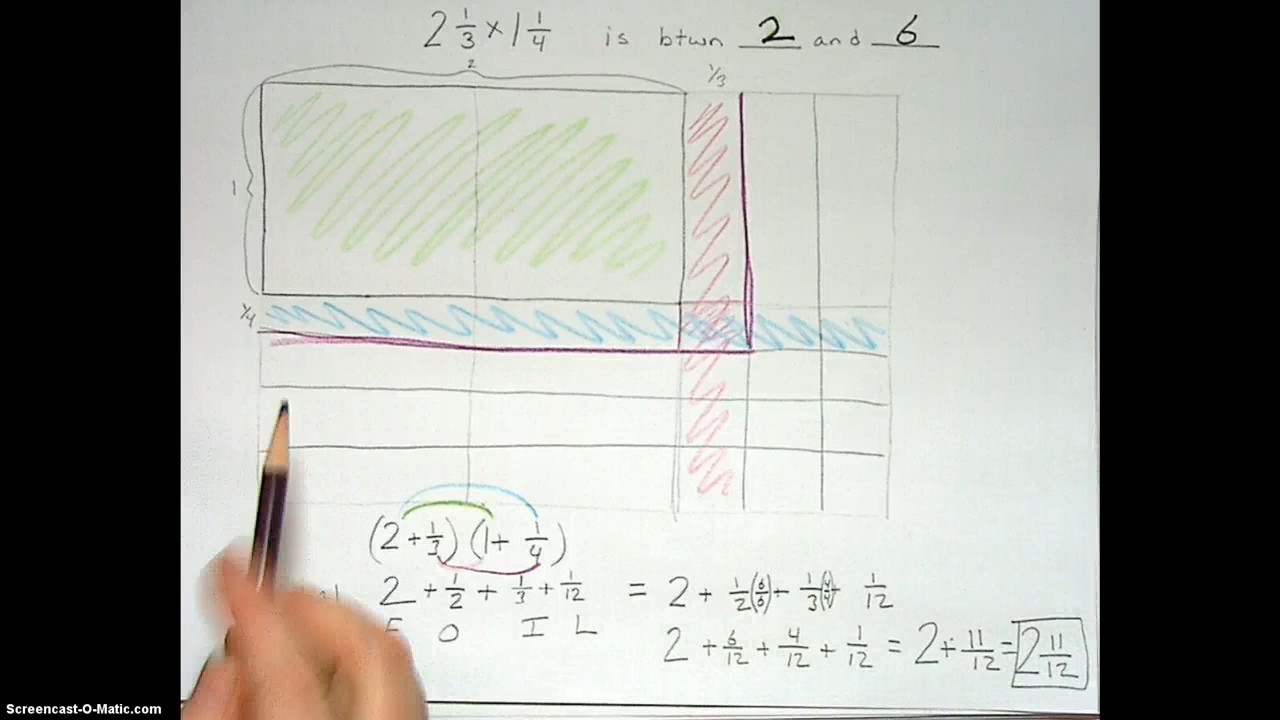 2 1/3 × 1 1/4 is btwn 2 and 6
2
1/3
1
1/4
(2 + 1/3) (1 + 1/4)
2 + 1/2 + 1/3 + 1/12 = 2 + 1/2(6/6) + 1/3(4/4) + 1/12
F O I L
2 + 6/12 + 4/12 + 1/12 = 2 + 11/12 = 2 11/12
Screencast-O-Matic.com